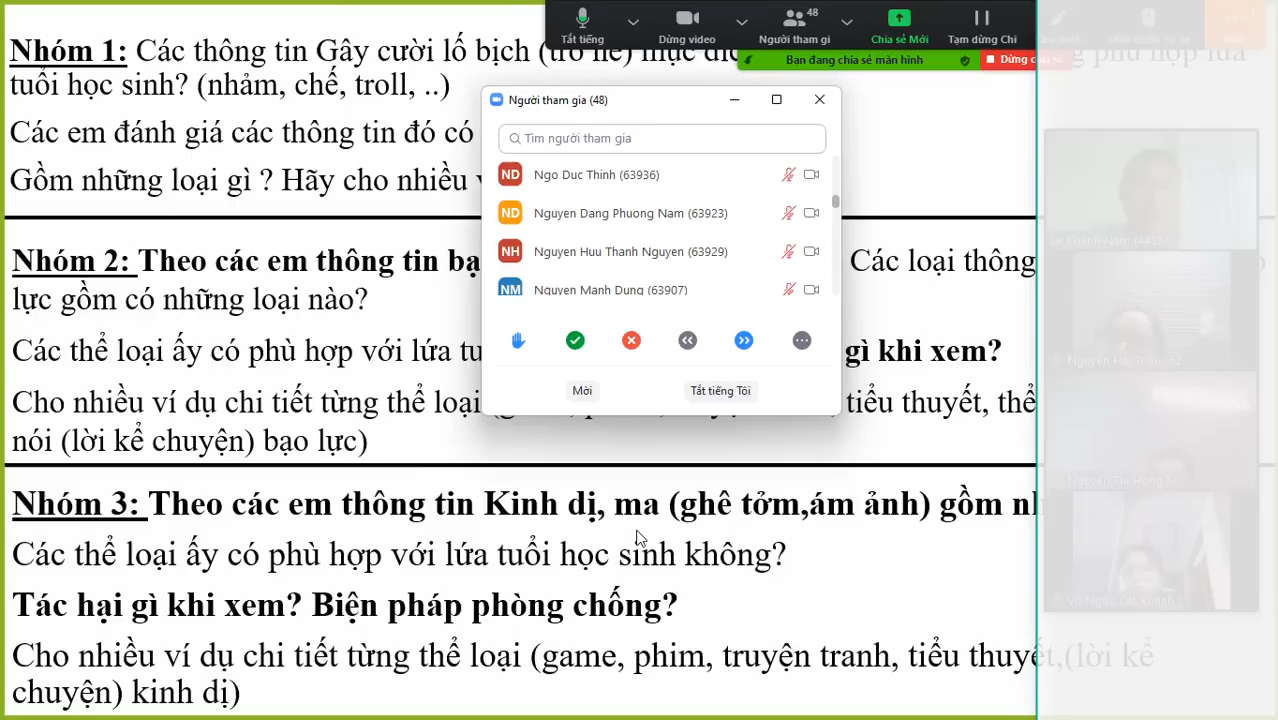 48
Tắt tiếng
Dừng video
Người tham gi
Chia sẻ Mới
Tạm dừng Chi
Bạn đang chia sẻ màn hình
Dừng chia sẻ
Nhóm 1: Các thông tin Gây cười lố bịch (trò hề) mục đíc
phù hợp lứa
tuổi học sinh? (nhảm, chế, troll, ..)
Các em đánh giá các thông tin đó có
Gồm những loại gì ? Hãy cho nhiều v
Người tham gia (48)
Tìm người tham gia
ND Ngo Duc Thinh (63936)
ND Nguyen Dang Phuong Nam (63923)
NH Nguyen Huu Thanh Nguyen (63929)
NM Nguyen Manh Dung (63907)
Mời
Tắt tiếng Tôi
Nhóm 2: Theo các em thông tin bạ
Các loại thông
lực gồm có những loại nào?
Các thể loại ấy có phù hợp với lứa tu
gì khi xem?
Cho nhiều ví dụ chi tiết từng thể loại
tiểu thuyết, thể
nói (lời kể chuyện) bạo lực)
Nhóm 3: Theo các em thông tin Kinh dị, ma (ghê tởm,ám ảnh) gồm nh
Các thể loại ấy có phù hợp với lứa tuổi học sinh không?
Tác hại gì khi xem? Biện pháp phòng chống?
Cho nhiều ví dụ chi tiết từng thể loại (game, phim, truyện tranh, tiểu thuyết,(lời kể
chuyện) kinh dị)